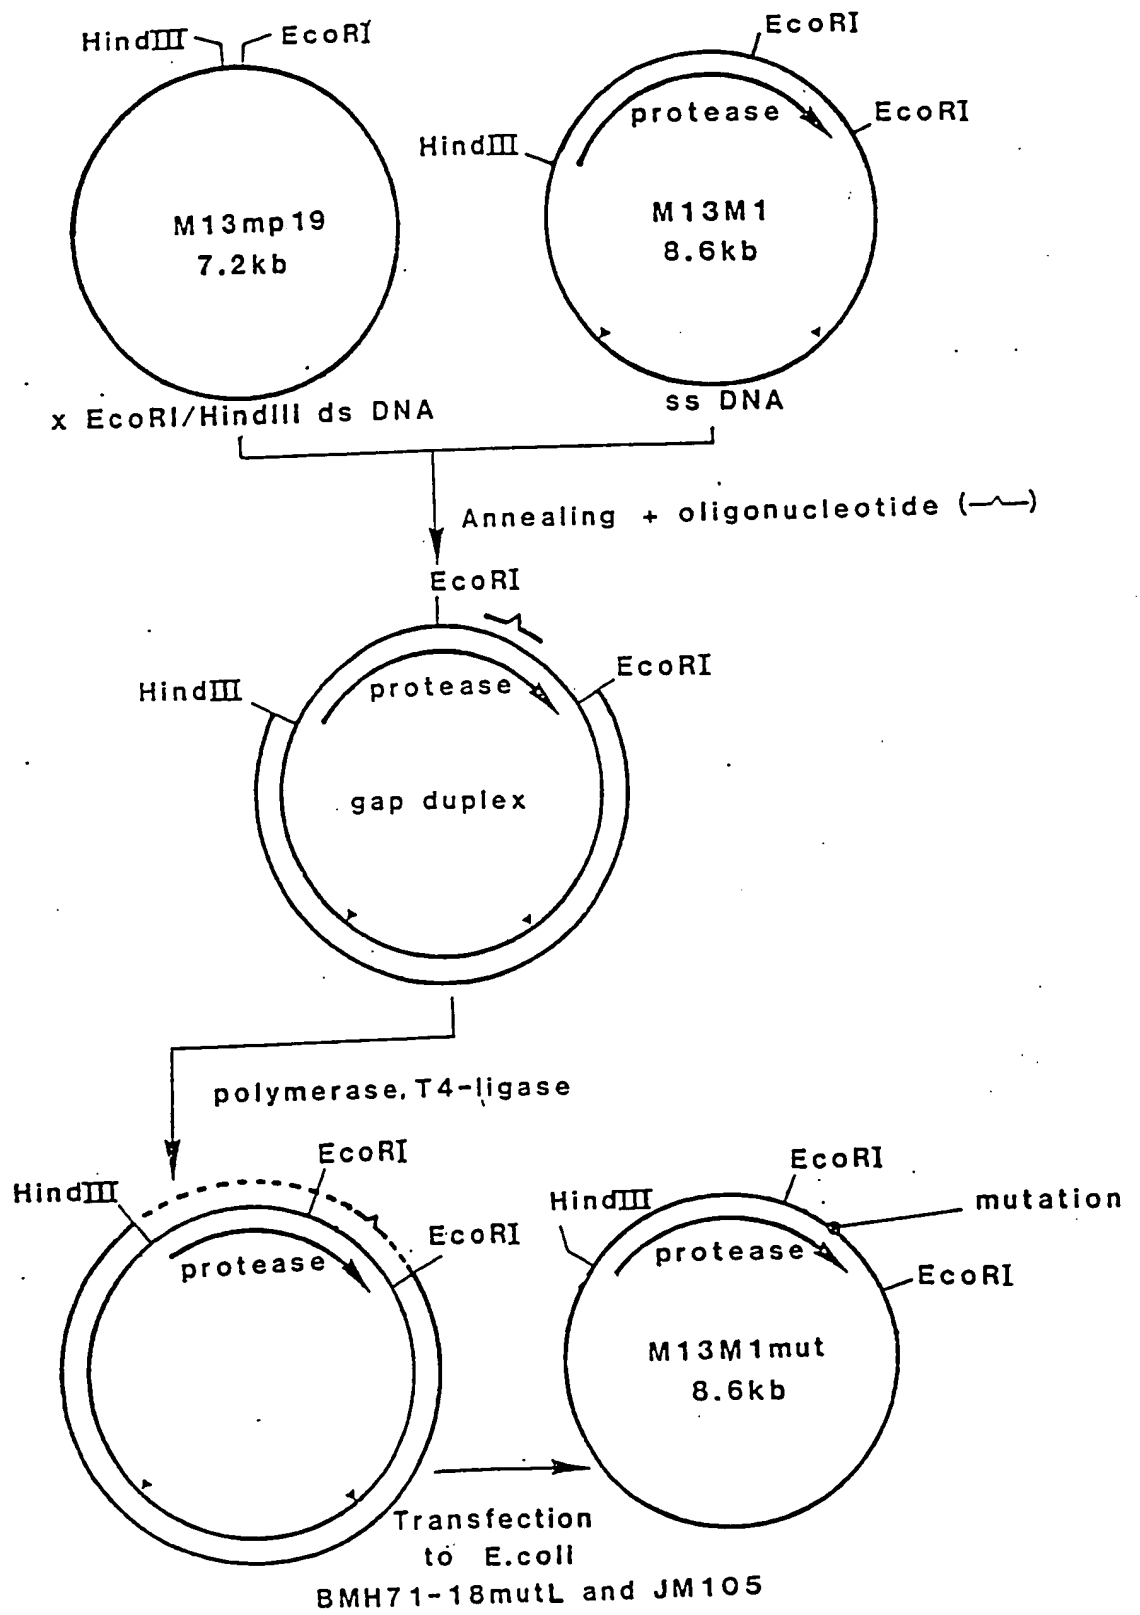 HindIII
EcoRI
M13mp19
7.2kb
x EcoRI/HindIII ds DNA
EcoRI
protease
EcoRI
HindIII
M13M1
8.6kb
ss DNA
Annealing + oligonucleotide ( )
EcoRI
EcoRI
HindIII
protease
gap duplex
polymerase, T4-ligase
EcoRI
HindIII
EcoRI
protease
EcoRI
HindIII
mutation
protease
EcoRI
M13M1mut
8.6kb
Transfection
to E.coli
BMH71-18mutL and JM105